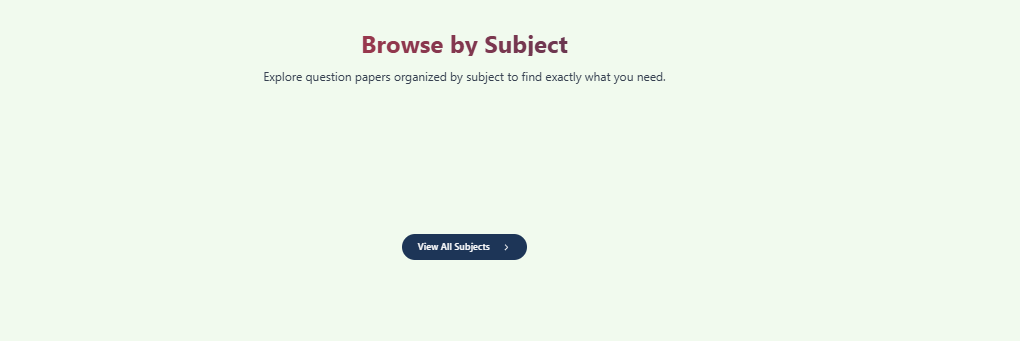 Browse by Subject
Explore question papers organized by subject to find exactly what you need.
View All Subjects